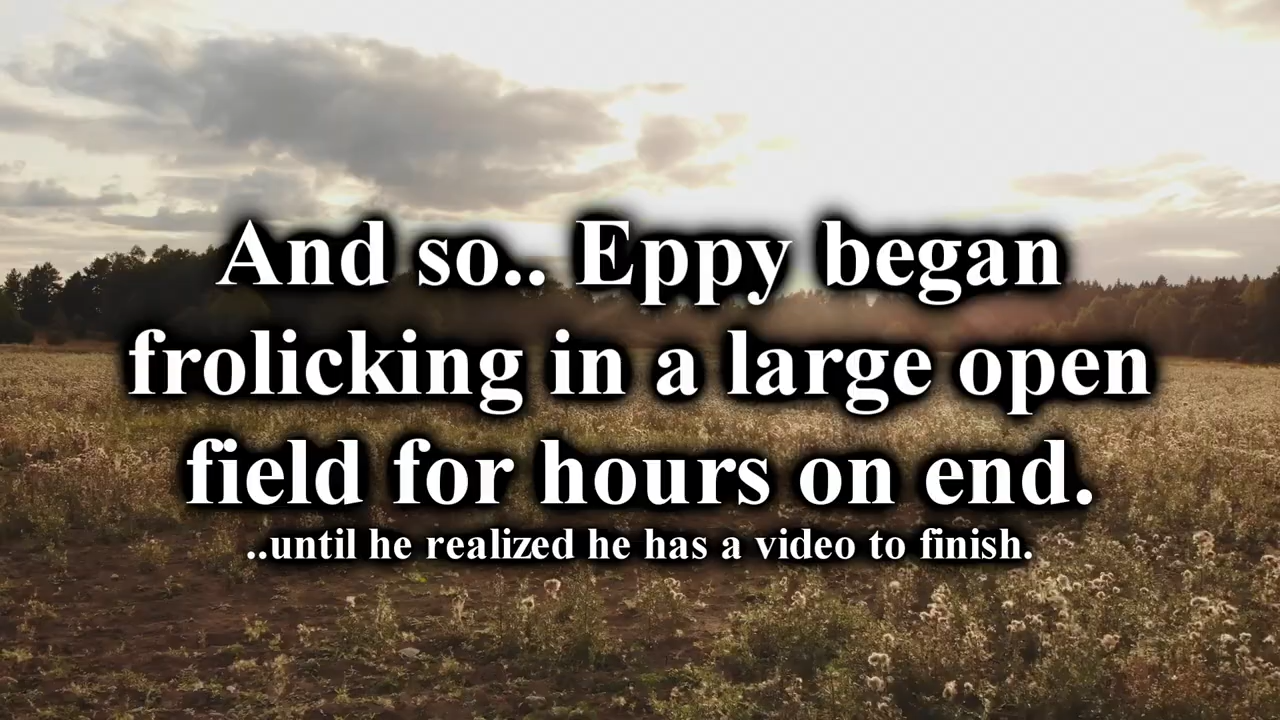 And so.. Eppy began
frolicking in a large open
field for hours on end.
..until he realized he has a video to finish.